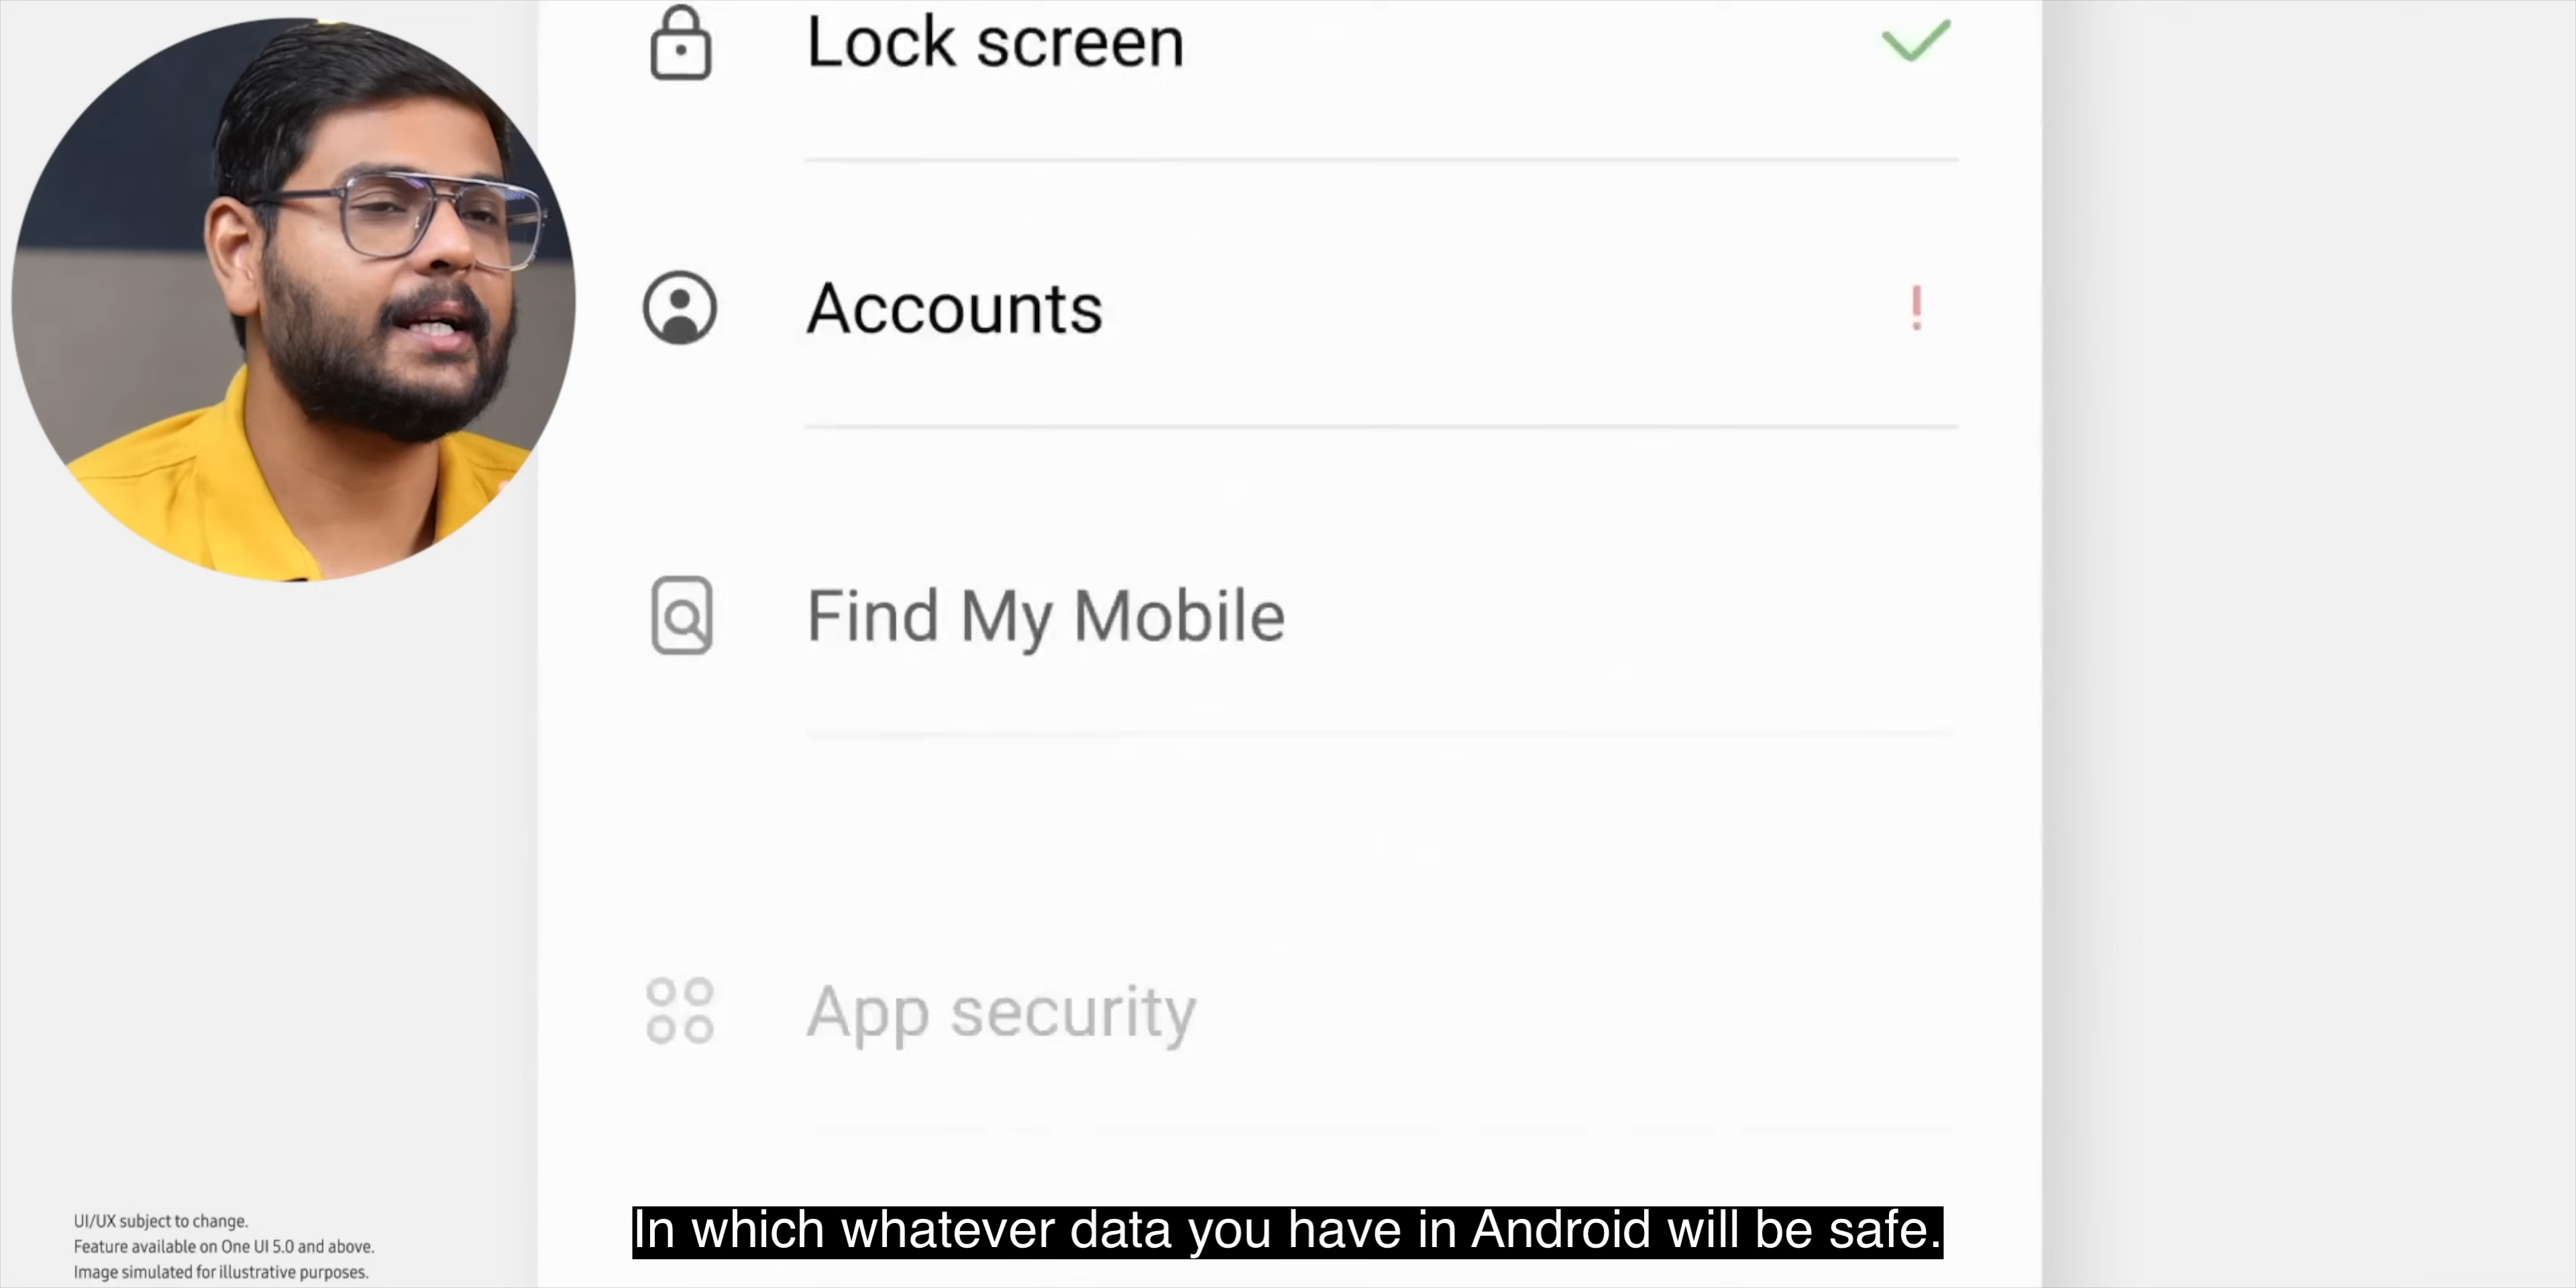 Lock screen
Accounts
Find My Mobile
App security
In which whatever data you have in Android will be safe.
UI/UX subject to change.
Feature available on One UI 5.0 and above.
Image simulated for illustrative purposes.